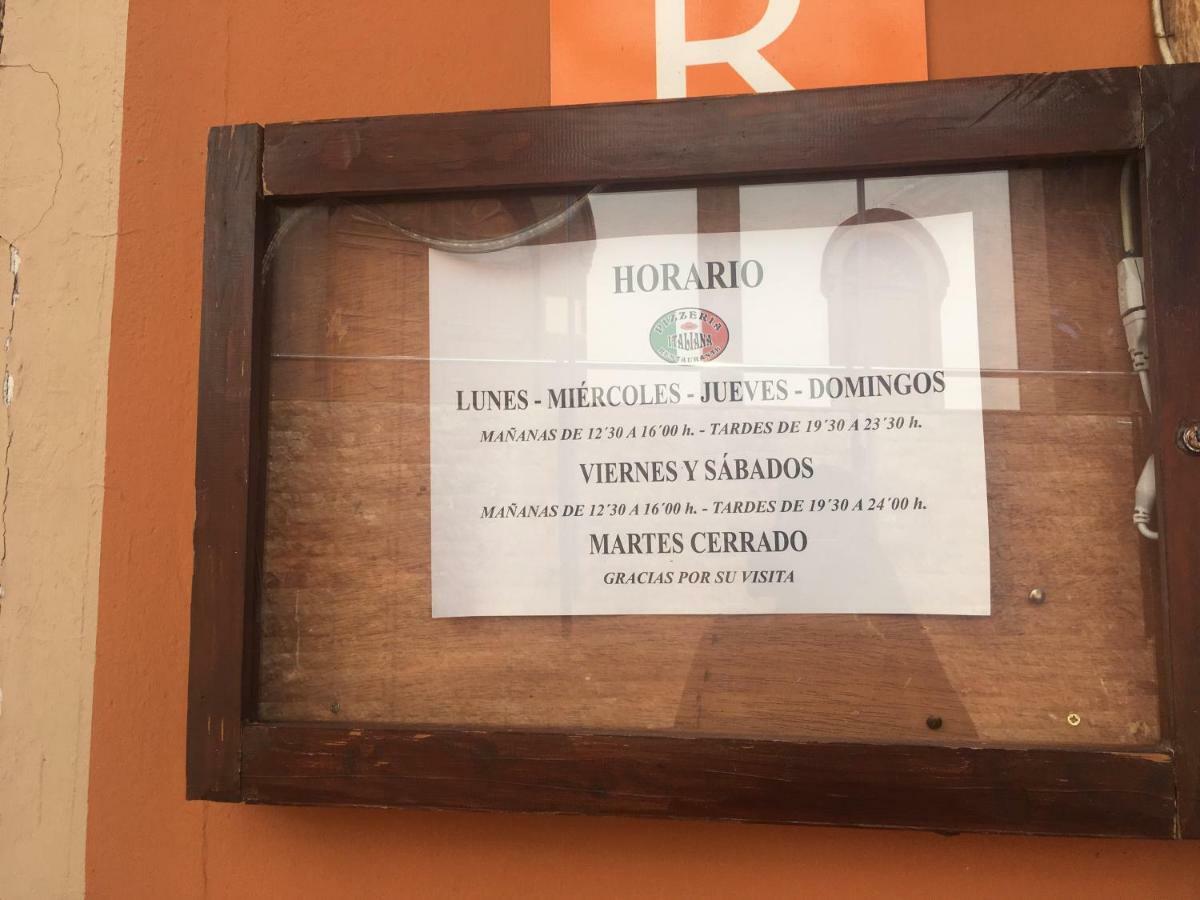 R
HORARIO
PIZZERIA
ITALIANA
RESTAURANTE
LUNES - MIÉRCOLES - JUEVES - DOMINGOS
MAÑANAS DE 12´30 A 16´00 h. - TARDES DE 19´30 A 23´30 h.
VIERNES Y SÁBADOS
MAÑANAS DE 12´30 A 16´00 h. - TARDES DE 19´30 A 24´00 h.
MARTES CERRADO
GRACIAS POR SU VISITA